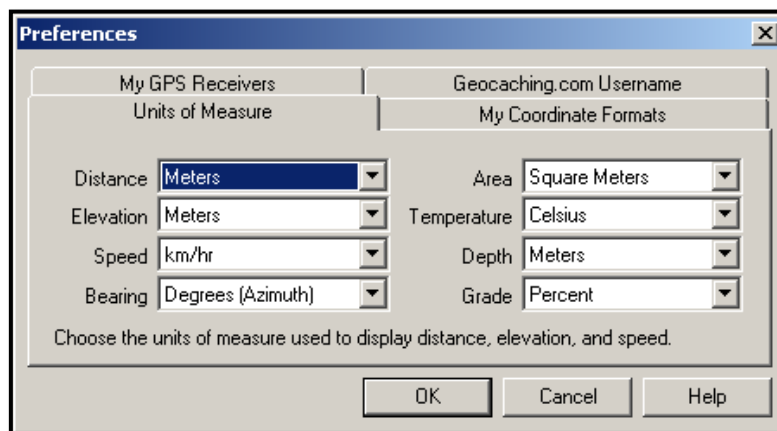 Preferences
My GPS Receivers Geocaching.com Username
Units of Measure My Coordinate Formats
Distance Meters Area Square Meters
Elevation Meters Temperature Celsius
Speed km/hr Depth Meters
Bearing Degrees (Azimuth) Grade Percent
Choose the units of measure used to display distance, elevation, and speed.
OK Cancel Help